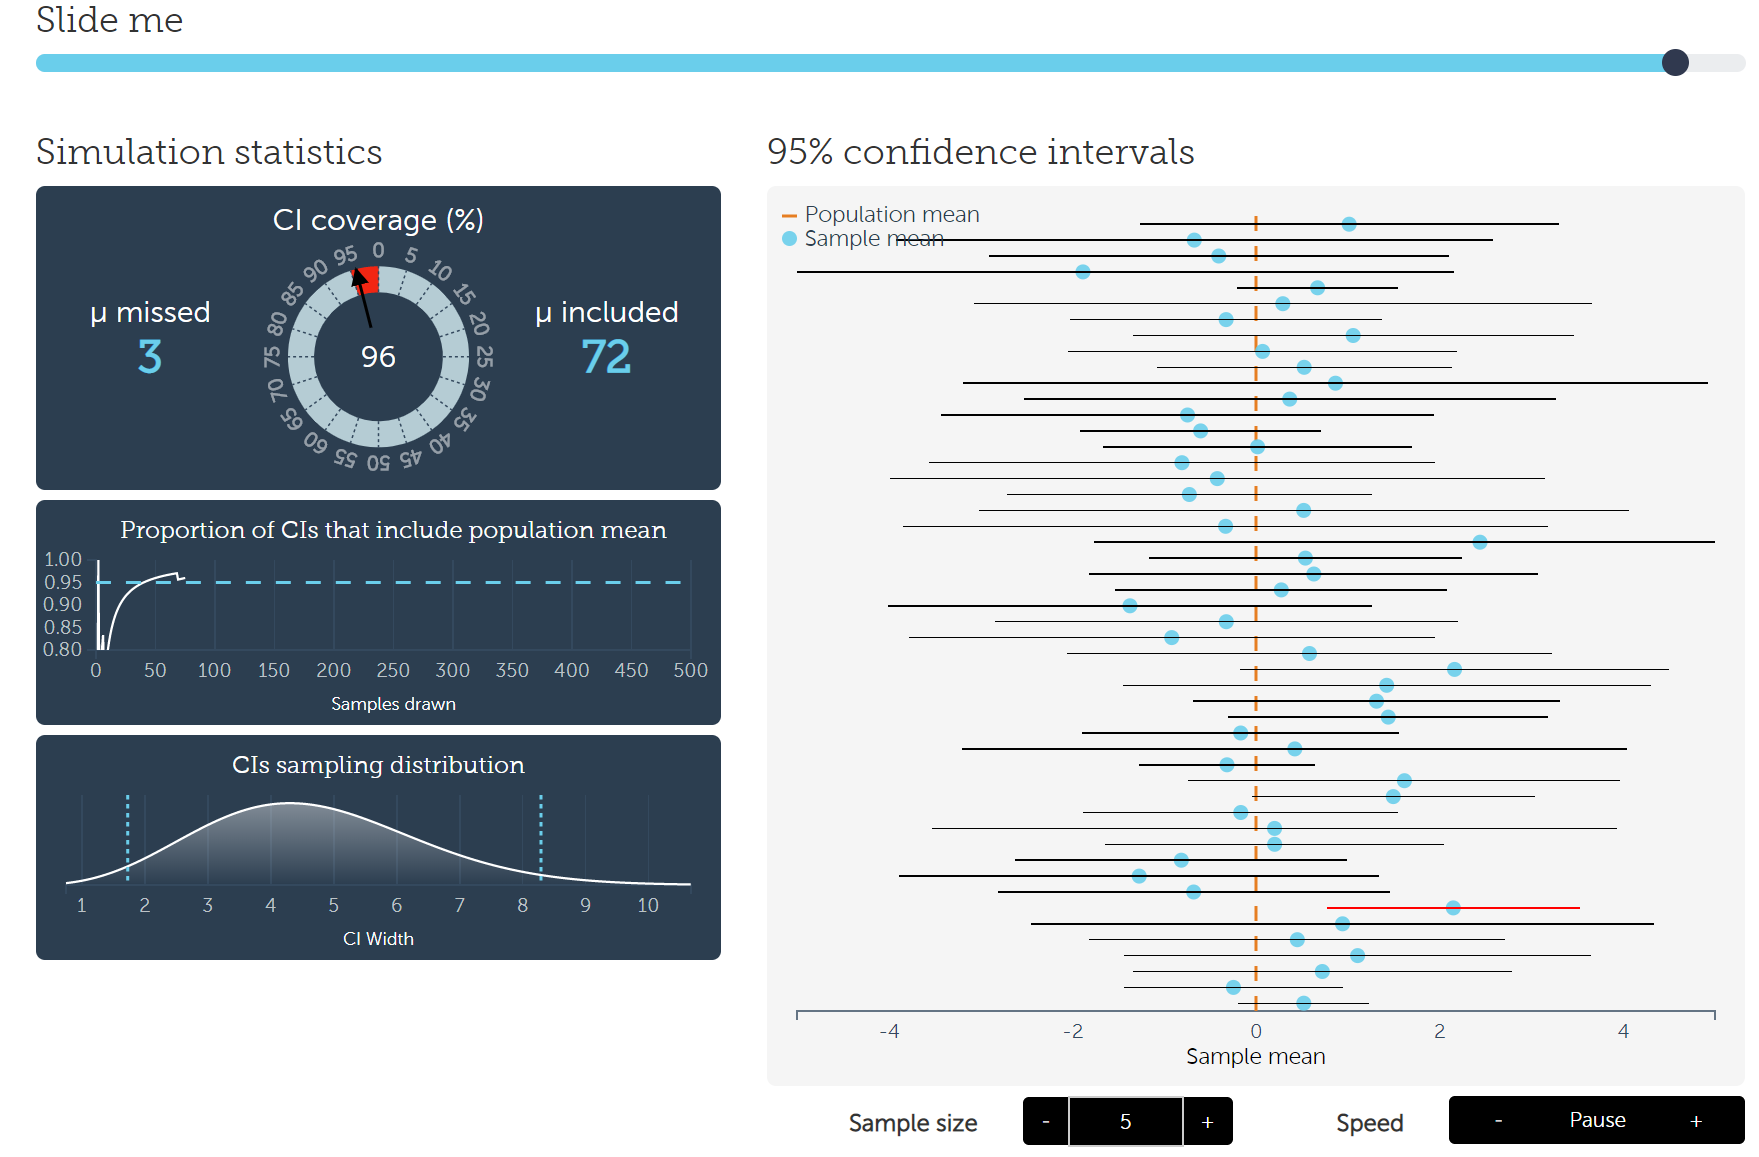 Slide me
Simulation statistics
CI coverage (%)
0
5
10
15
20
25
30
35
40
45
50
55
60
65
70
75
80
85
90
95
μ missed
3
96
μ included
72
Proportion of CIs that include population mean
1.00
0.95
0.90
0.85
0.80
0 50 100 150 200 250 300 350 400 450 500
Samples drawn
CIs sampling distribution
1 2 3 4 5 6 7 8 9 10
CI Width
95% confidence intervals
Population mean
Sample mean
-4 -2 0 2 4
Sample mean
Sample size - 5 + Speed - Pause +